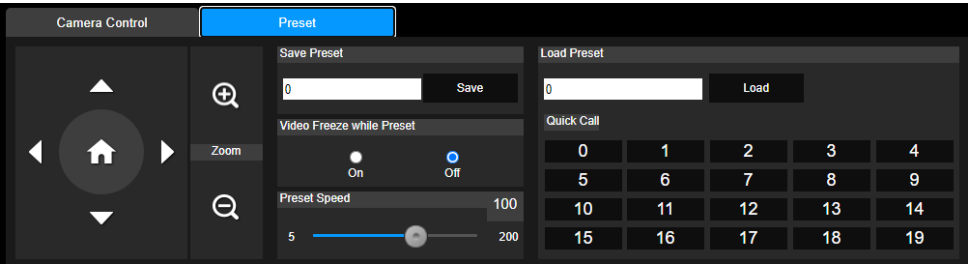 Camera Control
Preset
Zoom
Save Preset
0
Save
Video Freeze while Preset
On
Off
Preset Speed
100
5
200
Load Preset
0
Load
Quick Call
0 1 2 3 4
5 6 7 8 9
10 11 12 13 14
15 16 17 18 19